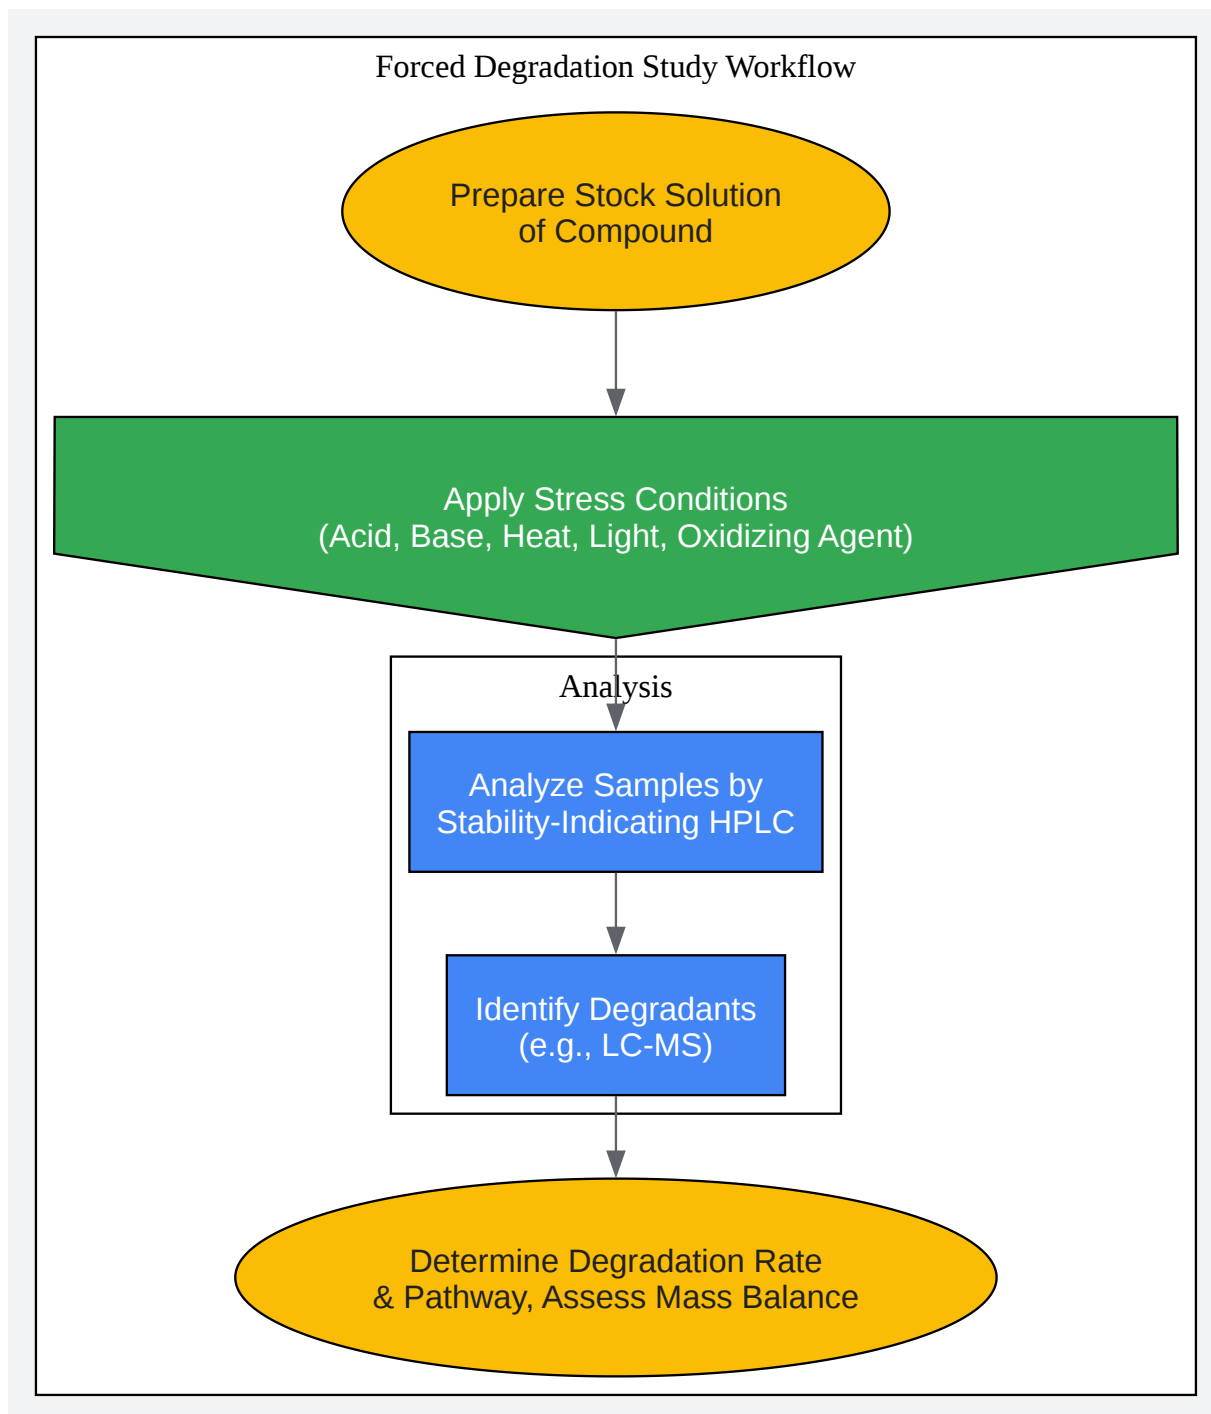 Forced Degradation Study Workflow
Prepare Stock Solution
of Compound
Apply Stress Conditions
(Acid, Base, Heat, Light, Oxidizing Agent)
Analysis
Analyze Samples by
Stability-Indicating HPLC
Identify Degradants
(e.g., LC-MS)
Determine Degradation Rate
& Pathway, Assess Mass Balance